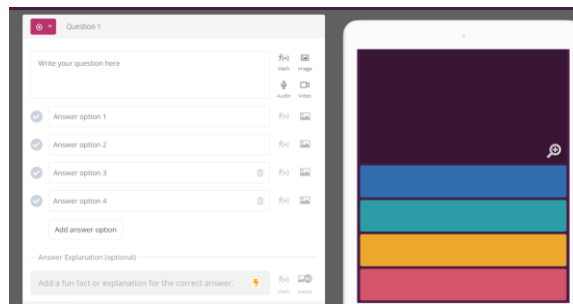 Question 1
Write your question here
f(x)
Math Image
Audio Video
Answer option 1
f(x)
Answer option 2
f(x)
Answer option 3
f(x)
Answer option 4
f(x)
Add answer option
Answer Explanation (optional)
Add a fun fact or explanation for the correct answer.
f(x)
Math Media